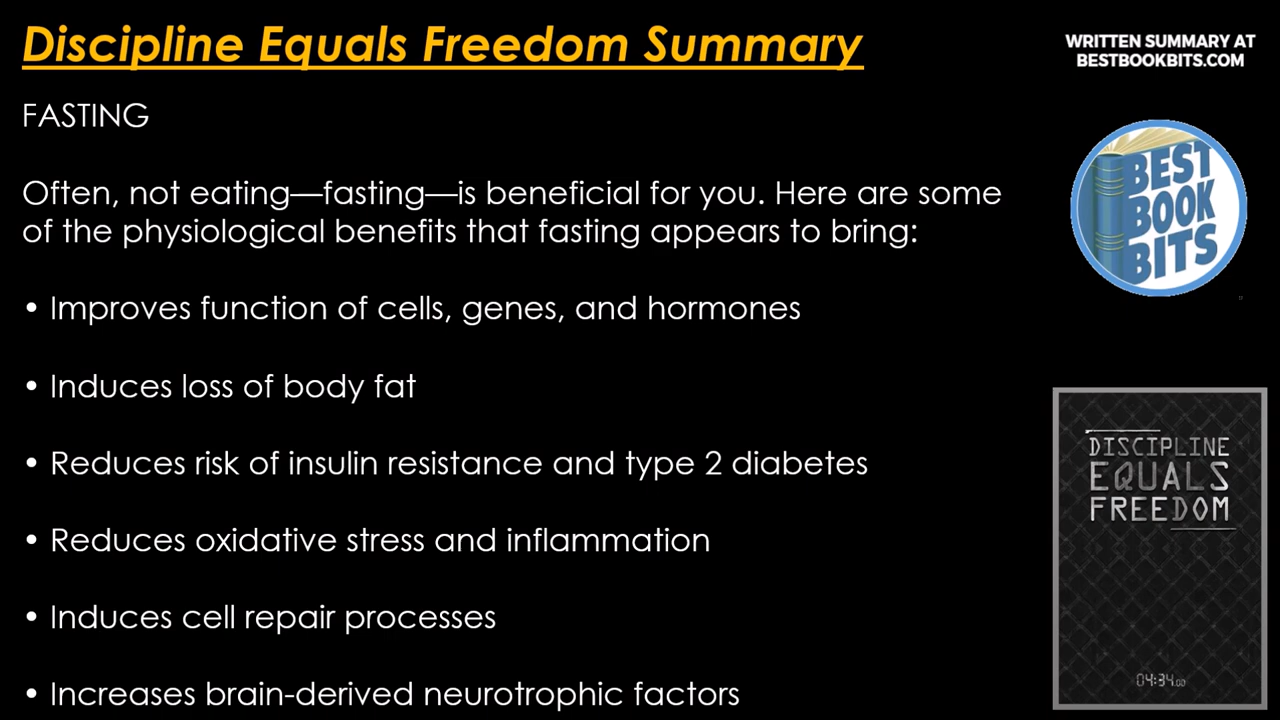 Discipline Equals Freedom Summary
WRITTEN SUMMARY AT
BESTBOOKBITS.COM
FASTING
Often, not eating—fasting—is beneficial for you. Here are some
of the physiological benefits that fasting appears to bring:
• Improves function of cells, genes, and hormones
• Induces loss of body fat
• Reduces risk of insulin resistance and type 2 diabetes
• Reduces oxidative stress and inflammation
• Induces cell repair processes
• Increases brain-derived neurotrophic factors
BEST
BOOK
BITS
DISCIPLINE
EQUALS
FREEDOM
04:34.00